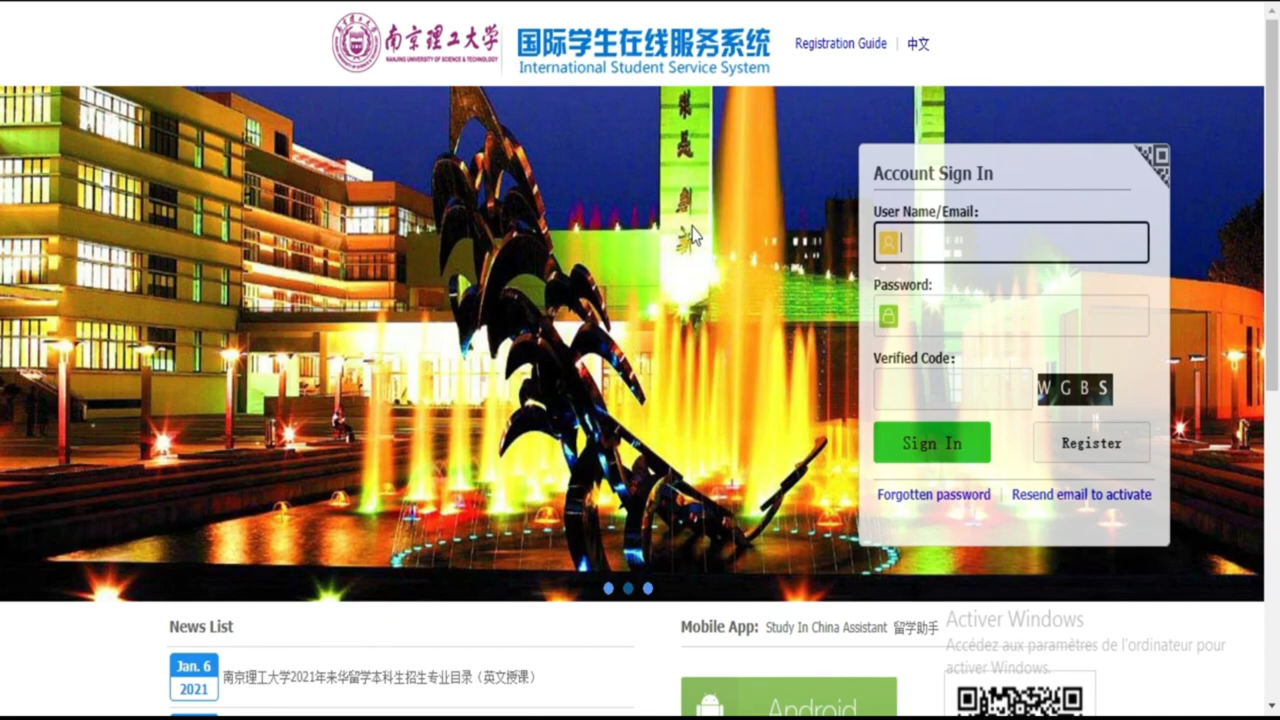 南京理工大学
NANJING UNIVERSITY OF SCIENCE & TECHNOLOGY
国际学生在线服务系统
International Student Service System
Registration Guide | 中文
Account Sign In
User Name/Email:
Password:
Verified Code:
W G B S
Sign In
Register
Forgotten password | Resend email to activate
News List
Jan. 6
2021
南京理工大学2021年来华留学本科生招生专业目录（英文授课）
Mobile App: Study In China Assistant 留学助手
Android
Activer Windows
Accédez aux paramètres de l'ordinateur pour
activer Windows.